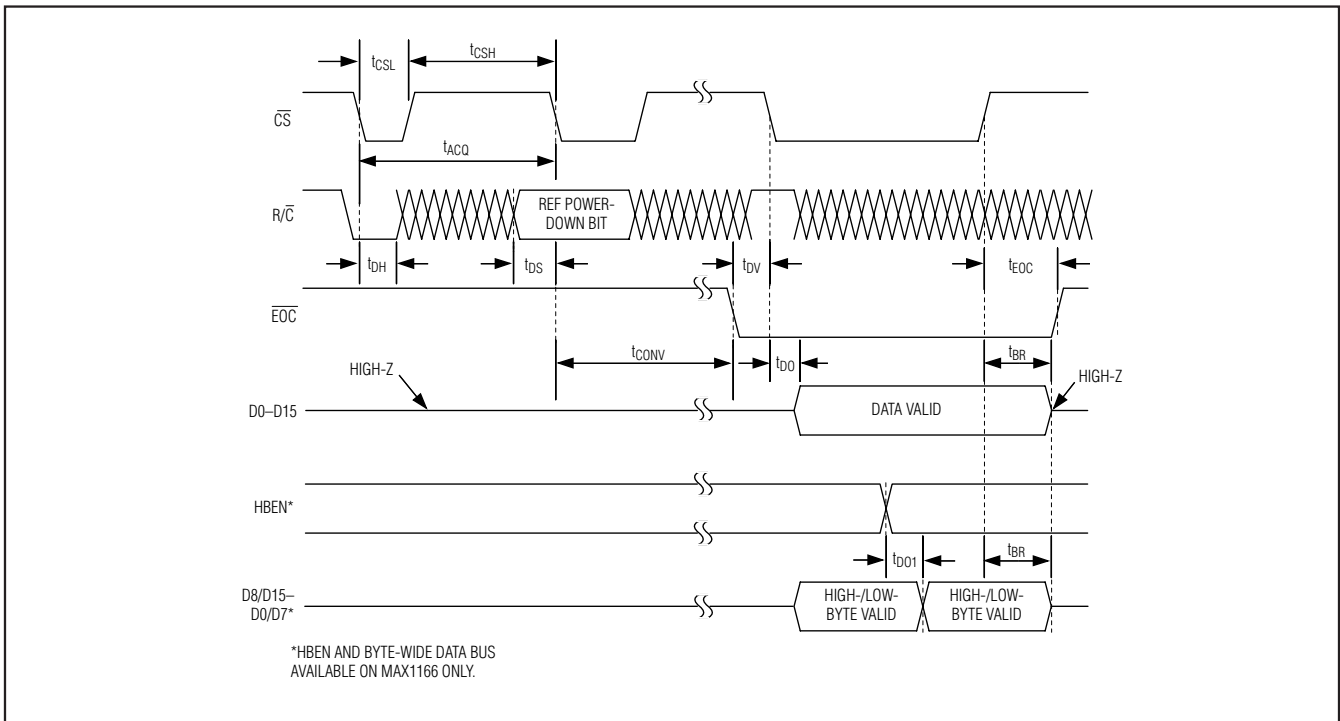 tCSL
tCSH
C̅S̅
tACQ
R/C̅
REF POWER-
DOWN BIT
tDH
tDS
tDV
tEOC
E̅O̅C̅
tCONV
tDO
tBR
HIGH-Z
HIGH-Z
D0–D15
DATA VALID
HBEN*
tDO1
tBR
D8/D15–
D0/D7*
HIGH-/LOW-
BYTE VALID
HIGH-/LOW-
BYTE VALID
*HBEN AND BYTE-WIDE DATA BUS
AVAILABLE ON MAX1166 ONLY.